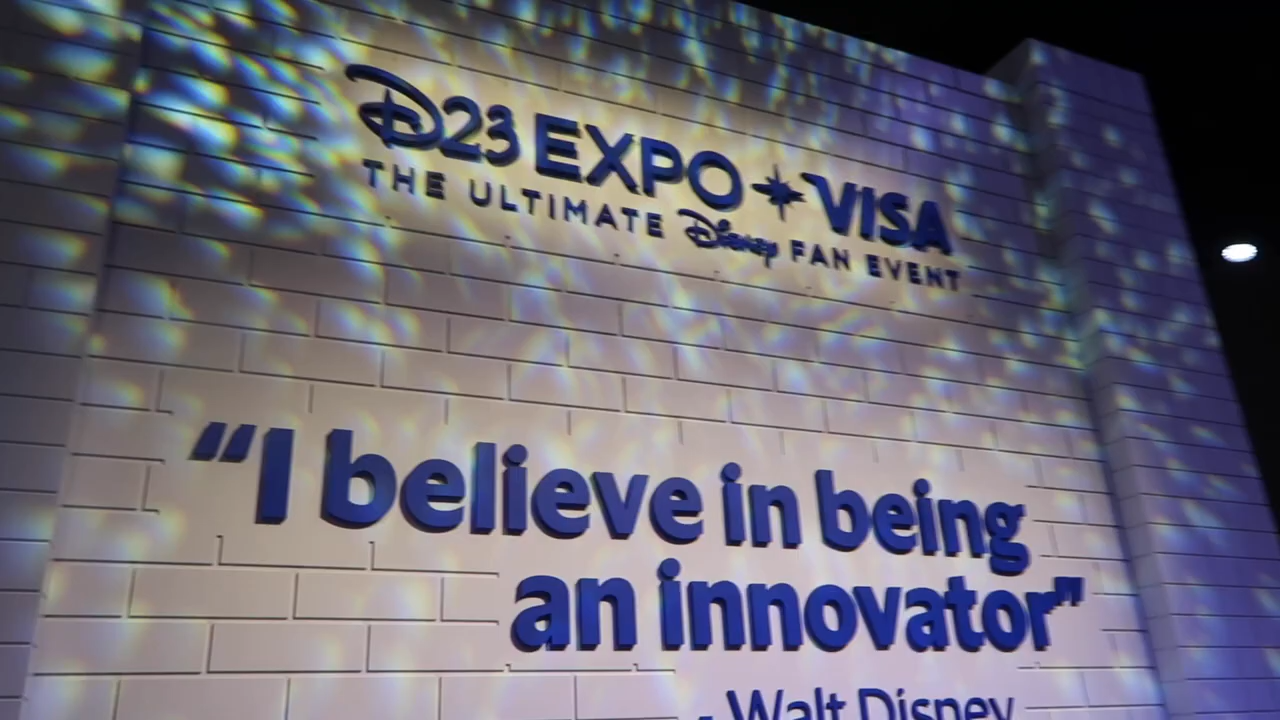 D23 EXPO VISA
THE ULTIMATE Disney FAN EVENT
“I believe in being
an innovator”
- Walt Disney